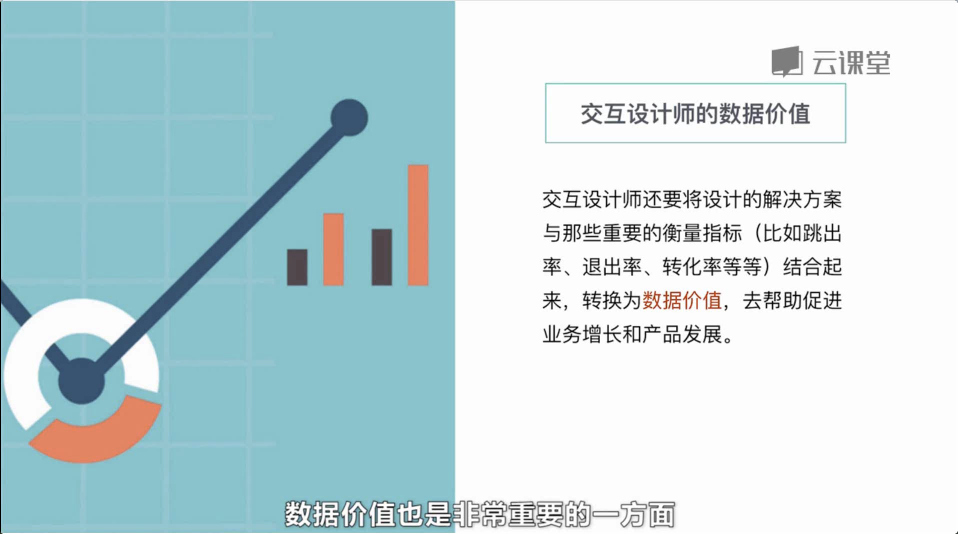 云课堂
交互设计师的数据价值
交互设计师还要将设计的解决方案
与那些重要的衡量指标（比如跳出
率、退出率、转化率等等）结合起
来，转换为数据价值，去帮助促进
业务增长和产品发展。
数据价值也是非常重要的一方面